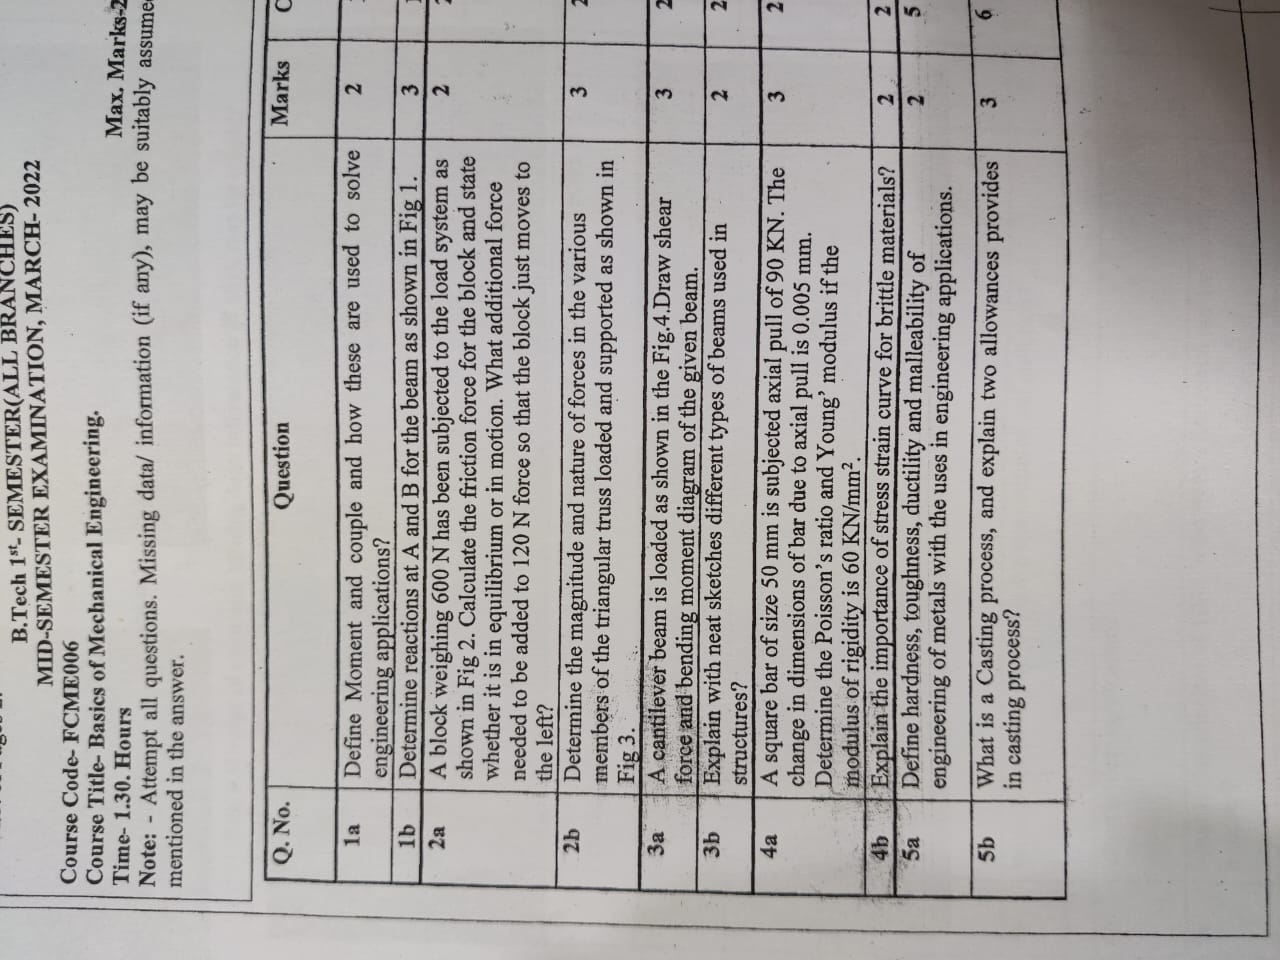 B.Tech 1st- SEMESTER(ALL BRANCHES)
MID-SEMESTER EXAMINATION, MARCH- 2022
Course Code- FCME006
Course Title- Basics of Mechanical Engineering.
Time- 1.30. Hours Max. Marks-2
Note: - Attempt all questions. Missing data/ information (if any), may be suitably assumed
mentioned in the answer.
Q. No. Question Marks C
1a Define Moment and couple and how these are used to solve 2
engineering applications?
1b Determine reactions at A and B for the beam as shown in Fig 1. 3
2a A block weighing 600 N has been subjected to the load system as 2
shown in Fig 2. Calculate the friction force for the block and state
whether it is in equilibrium or in motion. What additional force
needed to be added to 120 N force so that the block just moves to
the left?
2b Determine the magnitude and nature of forces in the various 3 2
members of the triangular truss loaded and supported as shown in
Fig 3.
3a A cantilever beam is loaded as shown in the Fig.4.Draw shear 3 2
force and bending moment diagram of the given beam.
3b Explain with neat sketches different types of beams used in 2 2
structures?
4a A square bar of size 50 mm is subjected axial pull of 90 KN. The 3 2
change in dimensions of bar due to axial pull is 0.005 mm.
Determine the Poisson's ratio and Young' modulus if the
modulus of rigidity is 60 KN/mm².
4b Explain the importance of stress strain curve for brittle materials? 2 2
5a Define hardness, toughness, ductility and malleability of 2 5
engineering of metals with the uses in engineering applications.
5b What is a Casting process, and explain two allowances provides 3 6
in casting process?